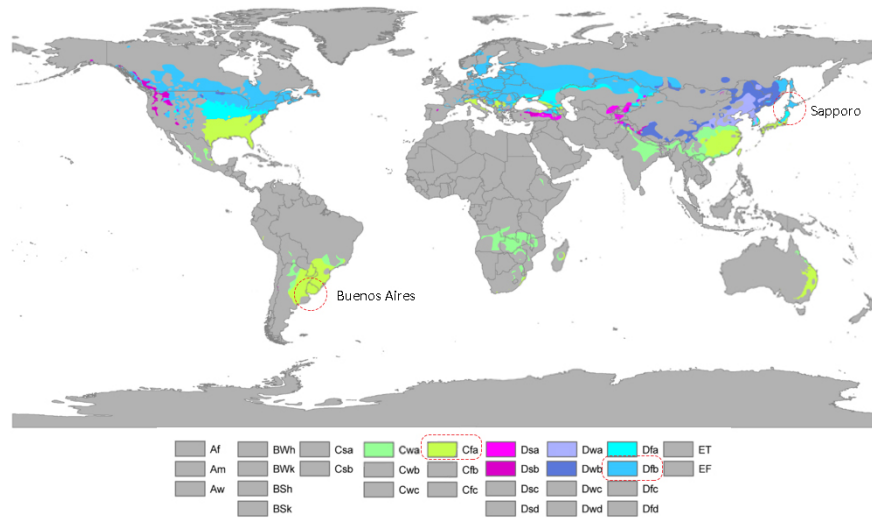 Sapporo
Buenos Aires
Af BWh Csa Cwa Cfa Dsa Dwa Dfa ET
Am BWk Csb Cwb Cfb Dsb Dwb Dfb EF
Aw BSh Cwc Cfc Dsc Dwc Dfc
BSk Dsd Dwd Dfd